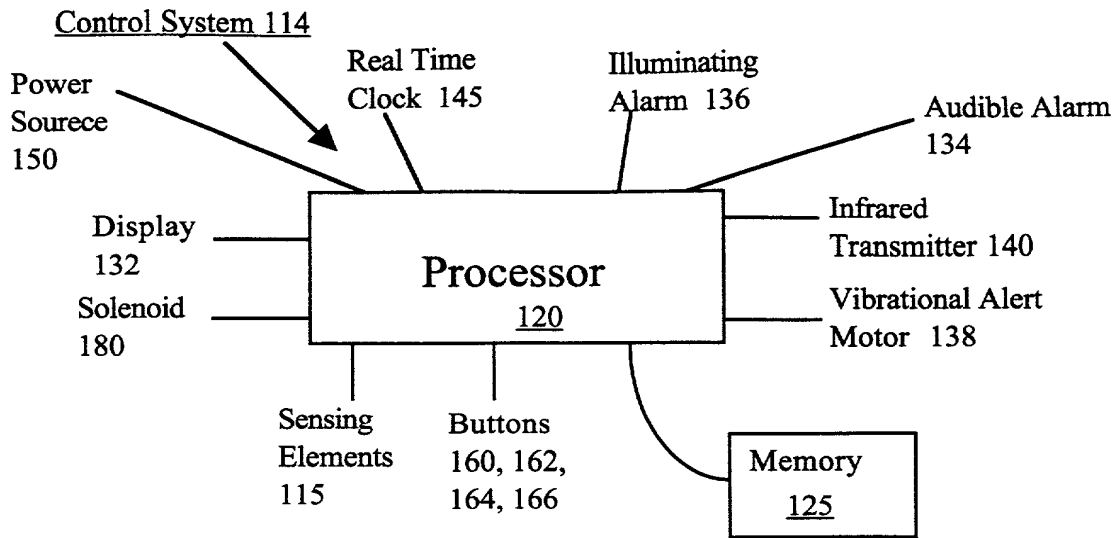 Control System 114
Power
Sourece
150
Real Time
Clock 145
Illuminating
Alarm 136
Audible Alarm
134
Display
132
Solenoid
180
Processor
120
Infrared
Transmitter 140
Vibrational Alert
Motor 138
Sensing
Elements
115
Buttons
160, 162,
164, 166
Memory
125